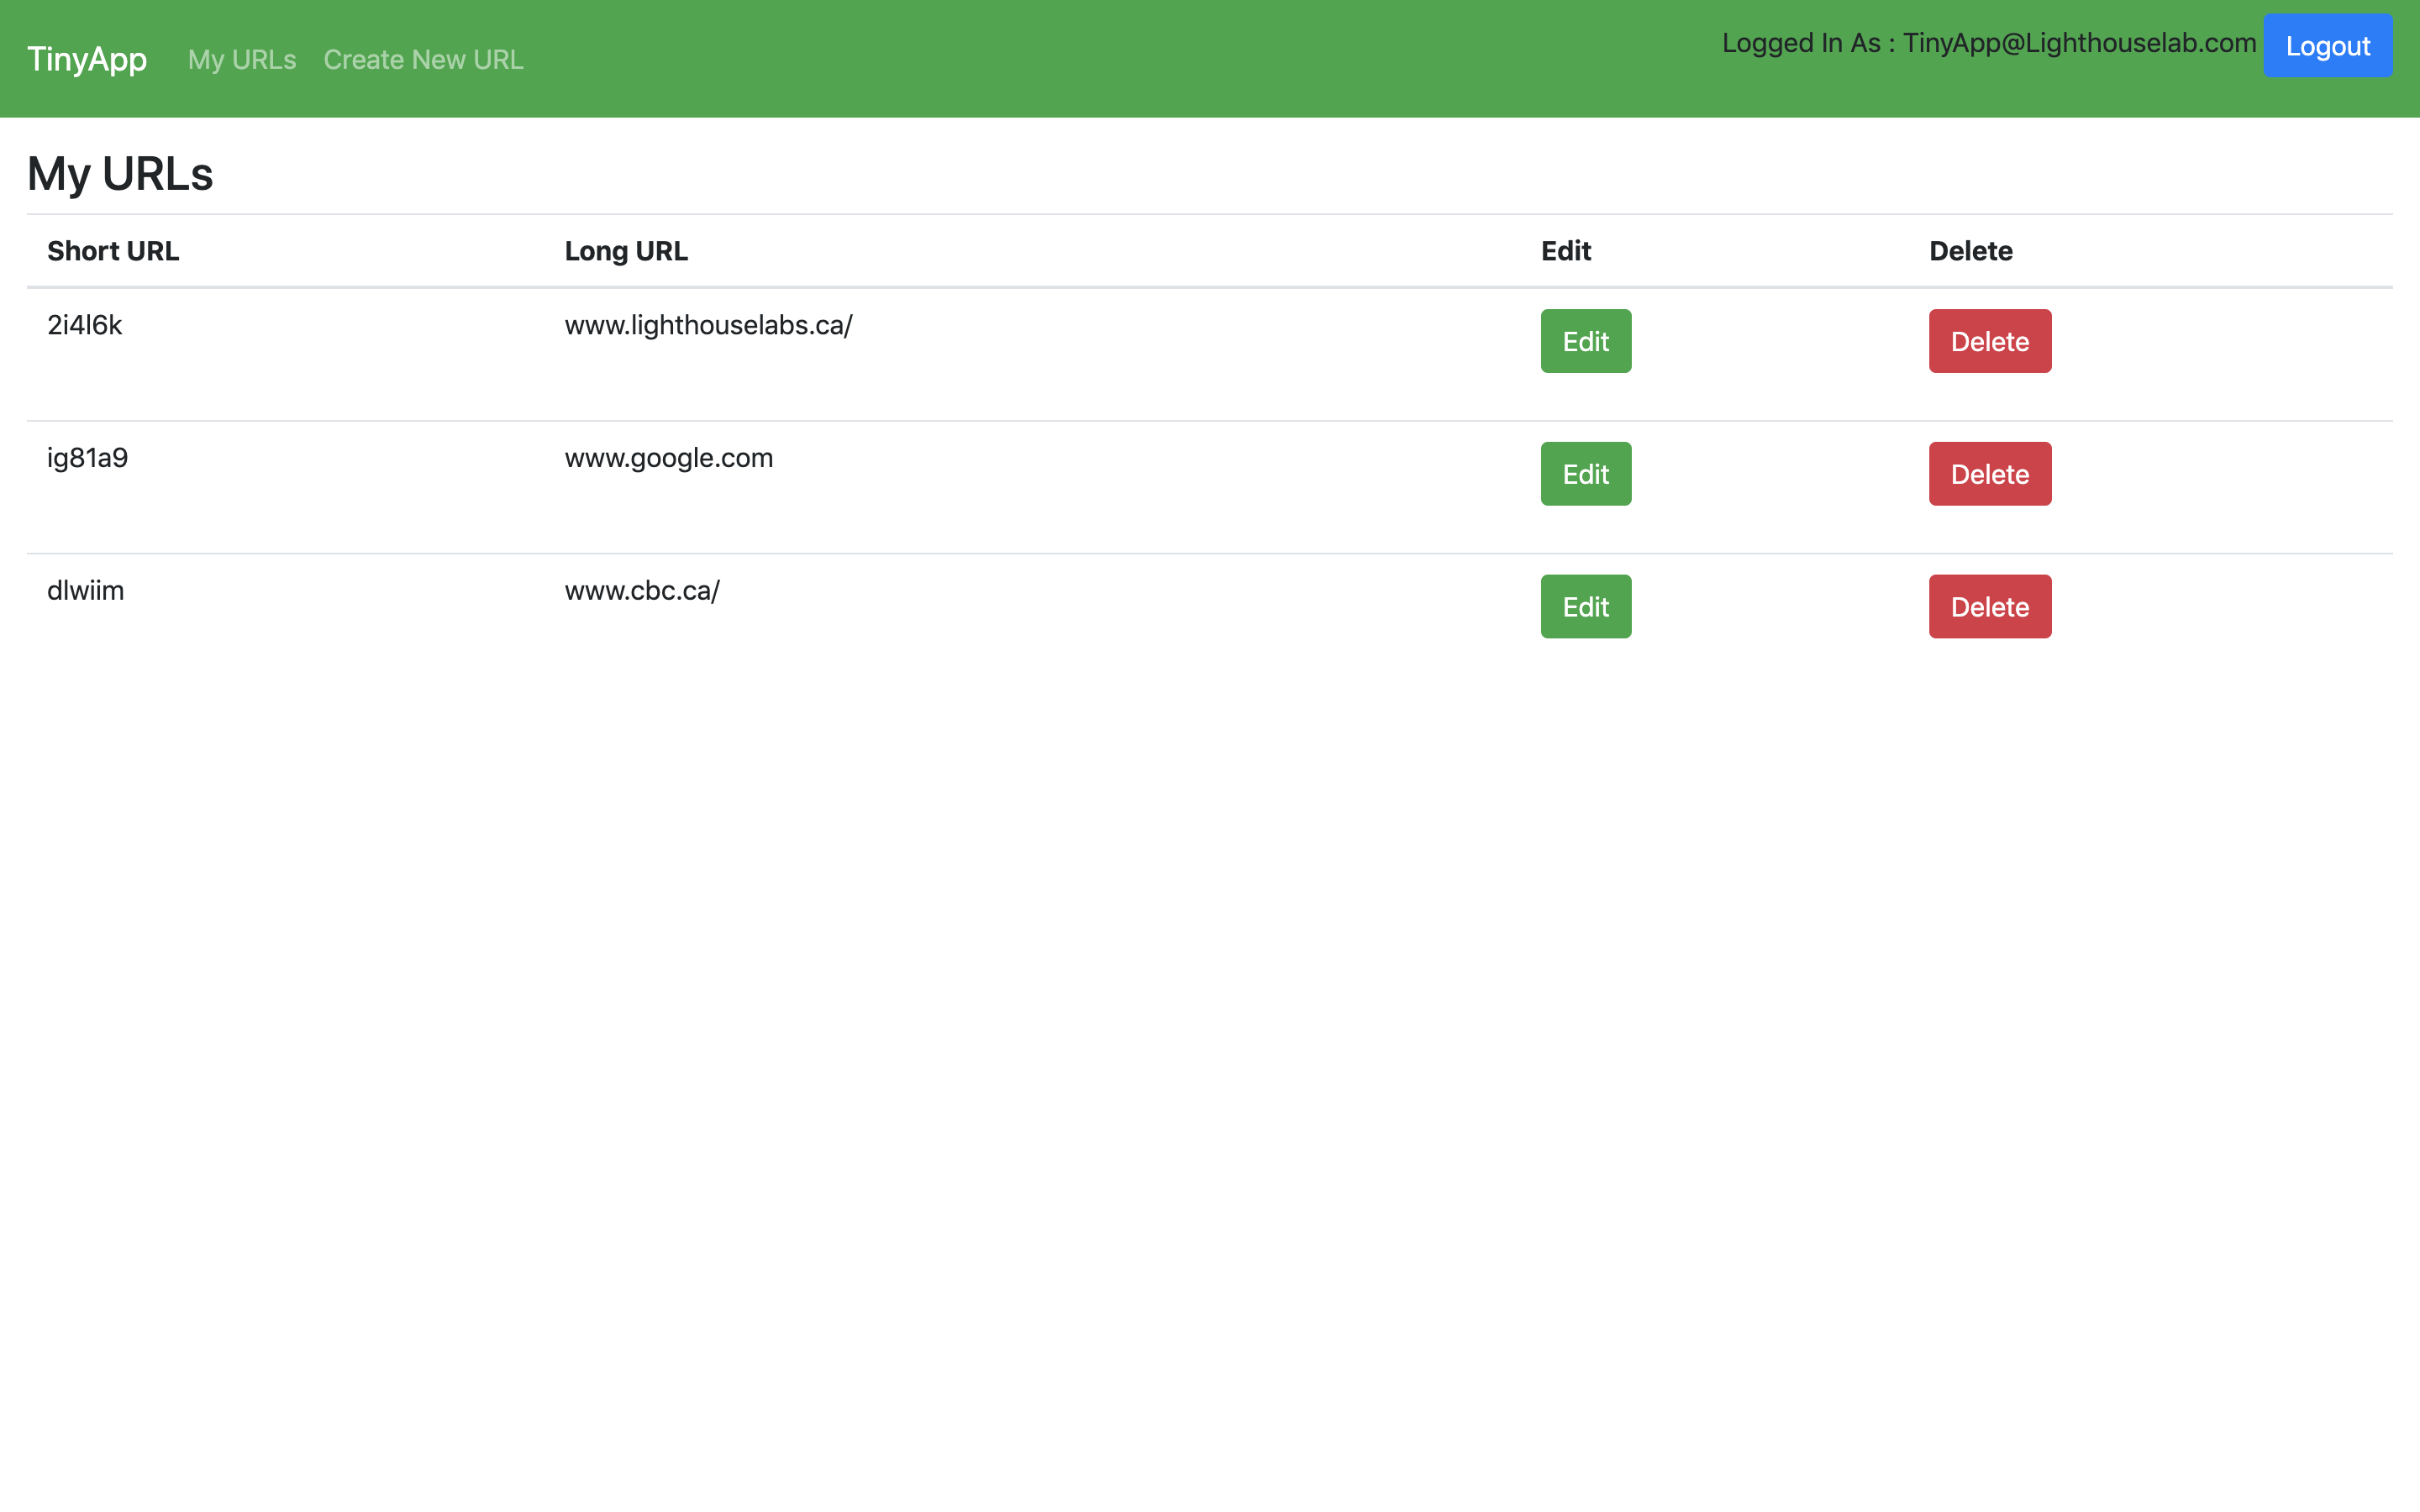 TinyApp My URLs Create New URL Logged In As : TinyApp@Lighthouselab.com Logout
My URLs
Short URL Long URL Edit Delete
2i4l6k www.lighthouselabs.ca/ Edit Delete
ig81a9 www.google.com Edit Delete
dlwiim www.cbc.ca/ Edit Delete